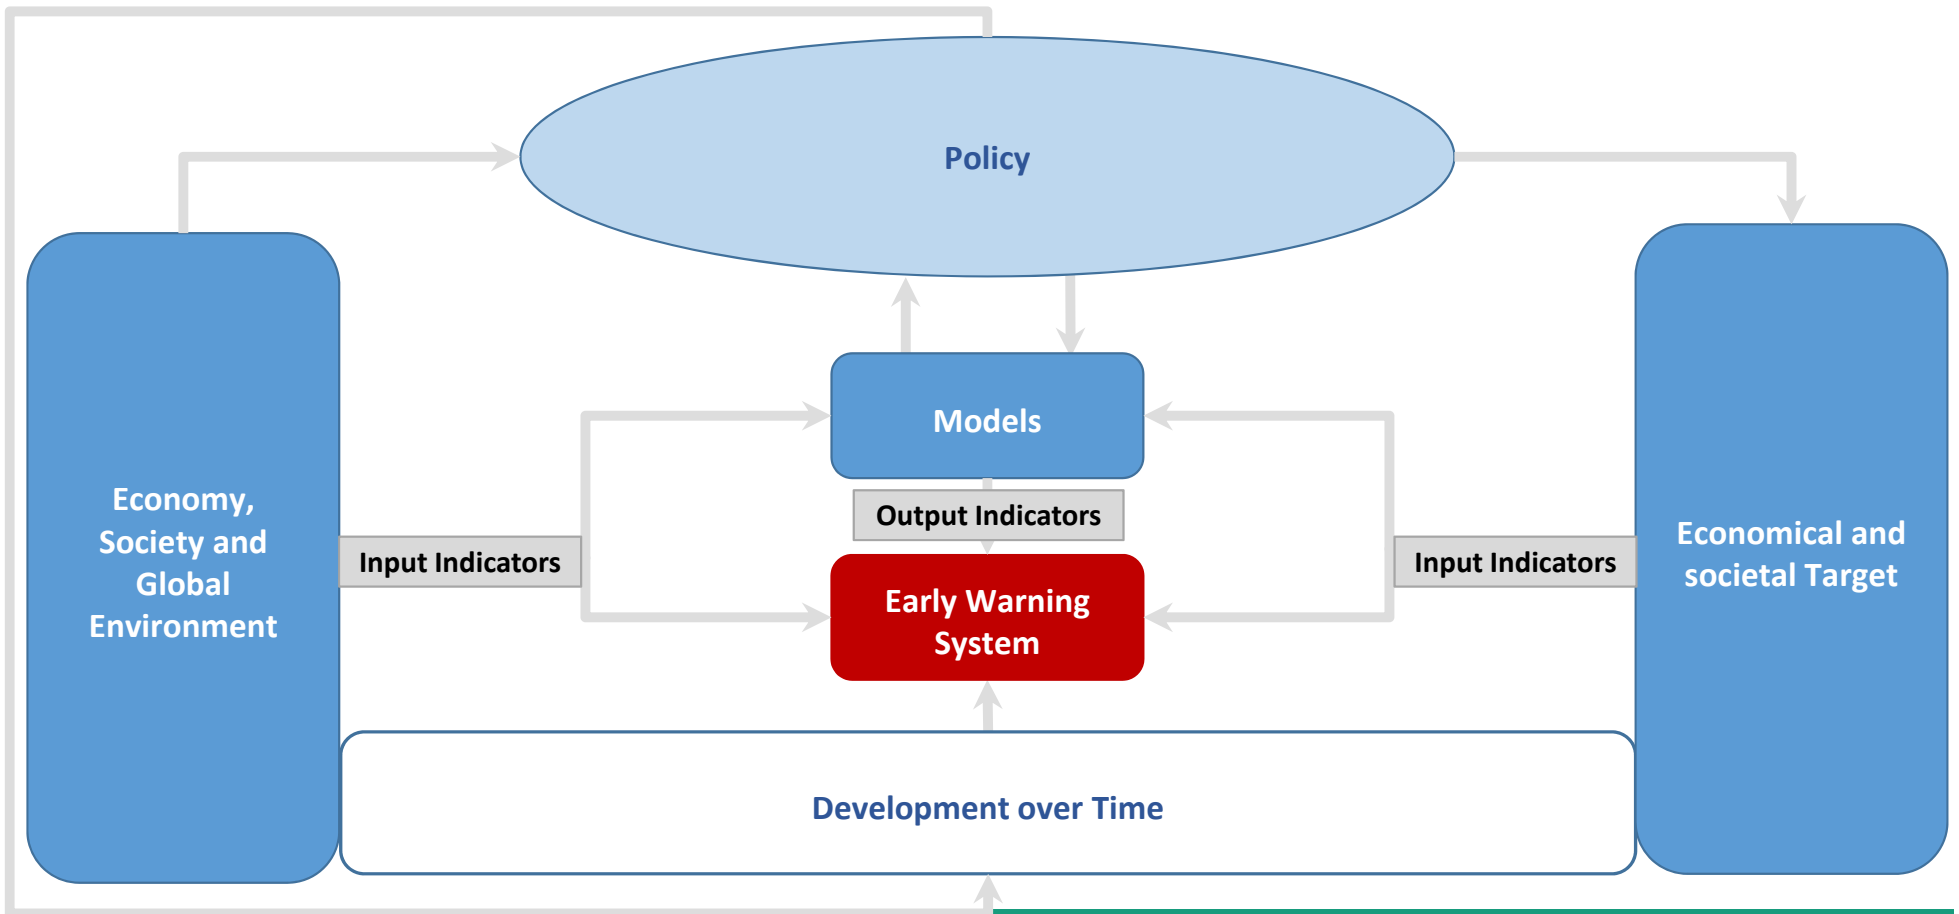 Policy
Models
Economy,
Society and
Global
Environment
Input Indicators
Output Indicators
Early Warning
System
Input Indicators
Economical and
societal Target
Development over Time